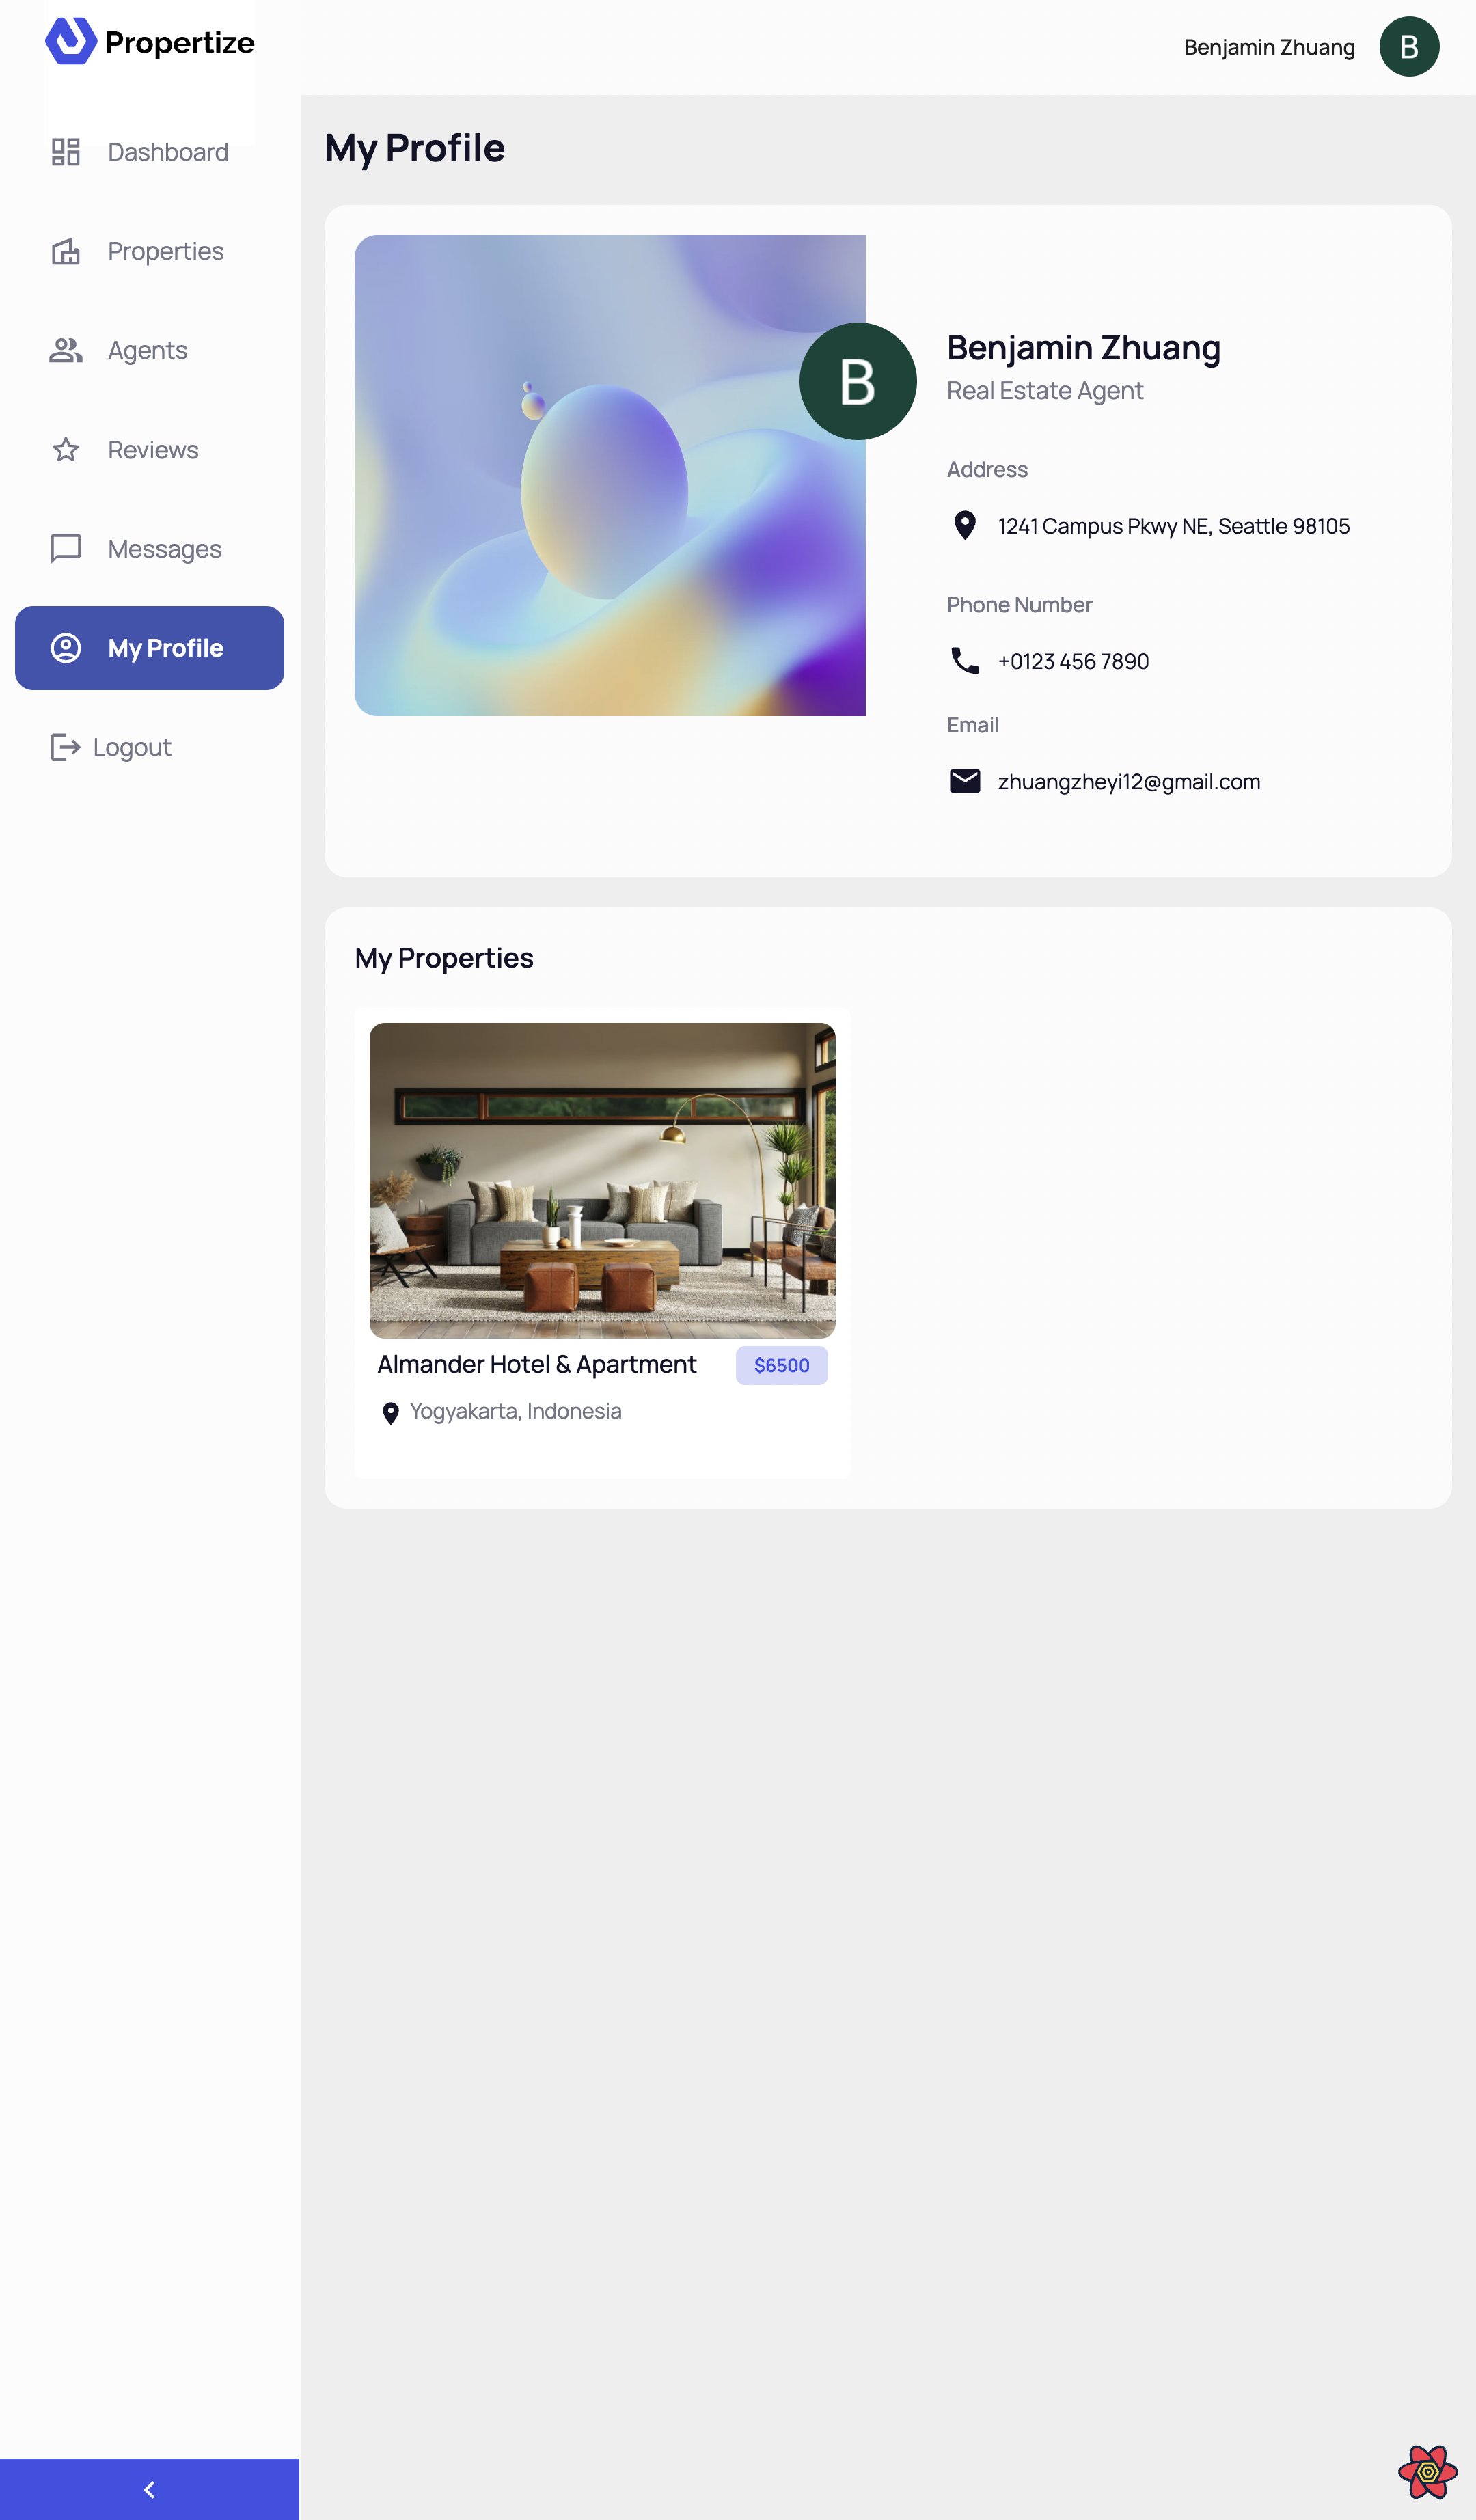 Propertize
Benjamin Zhuang
B
Dashboard
Properties
Agents
Reviews
Messages
My Profile
Logout
My Profile
B
Benjamin Zhuang
Real Estate Agent
Address
1241 Campus Pkwy NE, Seattle 98105
Phone Number
+0123 456 7890
Email
zhuangzheyi12@gmail.com
My Properties
Almander Hotel & Apartment
$6500
Yogyakarta, Indonesia